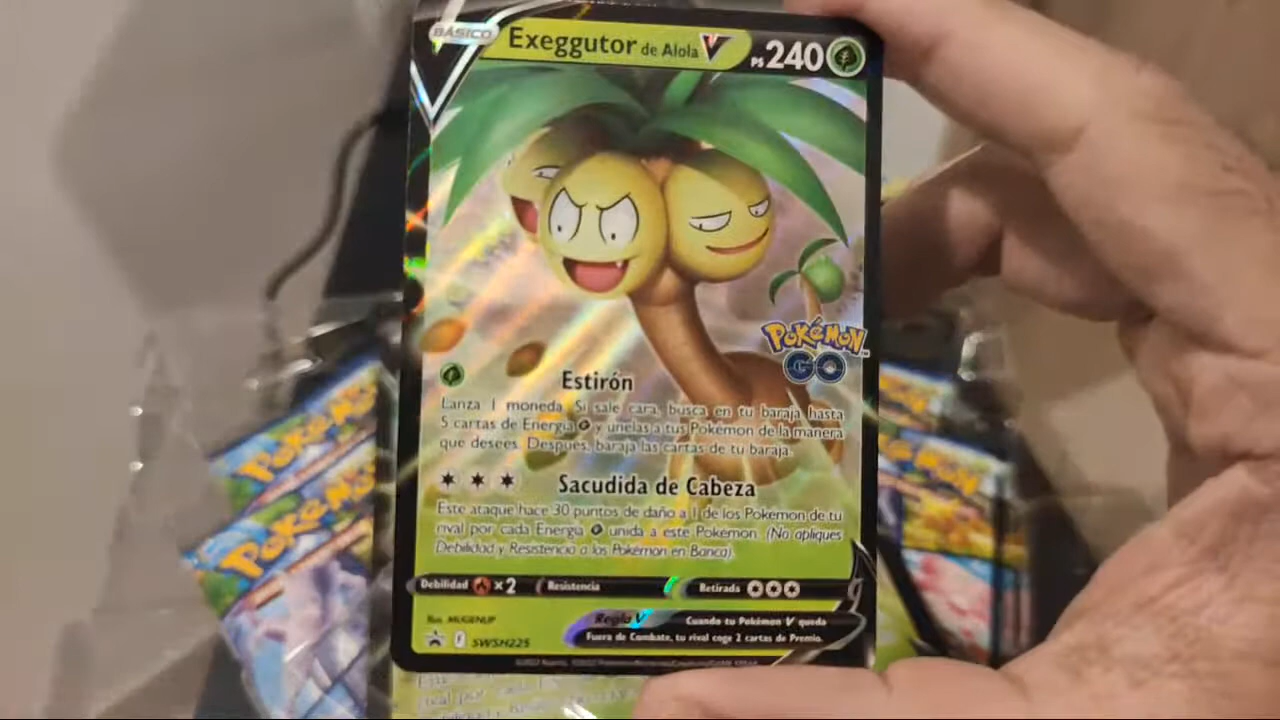 BÁSICO
Exeggutor de Alola V
PS 240
Pokémon
GO
Estirón
Lanza 1 moneda. Si sale cara, busca en tu baraja hasta
5 cartas de Energía y únelas a tus Pokémon de la manera
que desees. Después, baraja las cartas de tu baraja.
Sacudida de Cabeza
Este ataque hace 30 puntos de daño a 1 de los Pokémon de tu
rival por cada Energía unida a este Pokémon. (No apliques
Debilidad y Resistencia a los Pokémon en Banca).
Debilidad ×2 Resistencia Retirada
Ilus. MUGENUP
Regla V Cuando tu Pokémon V queda
Fuera de Combate, tu rival coge 2 cartas de Premio.
SWSH225
Pokémon
Pokémon
Pokémon